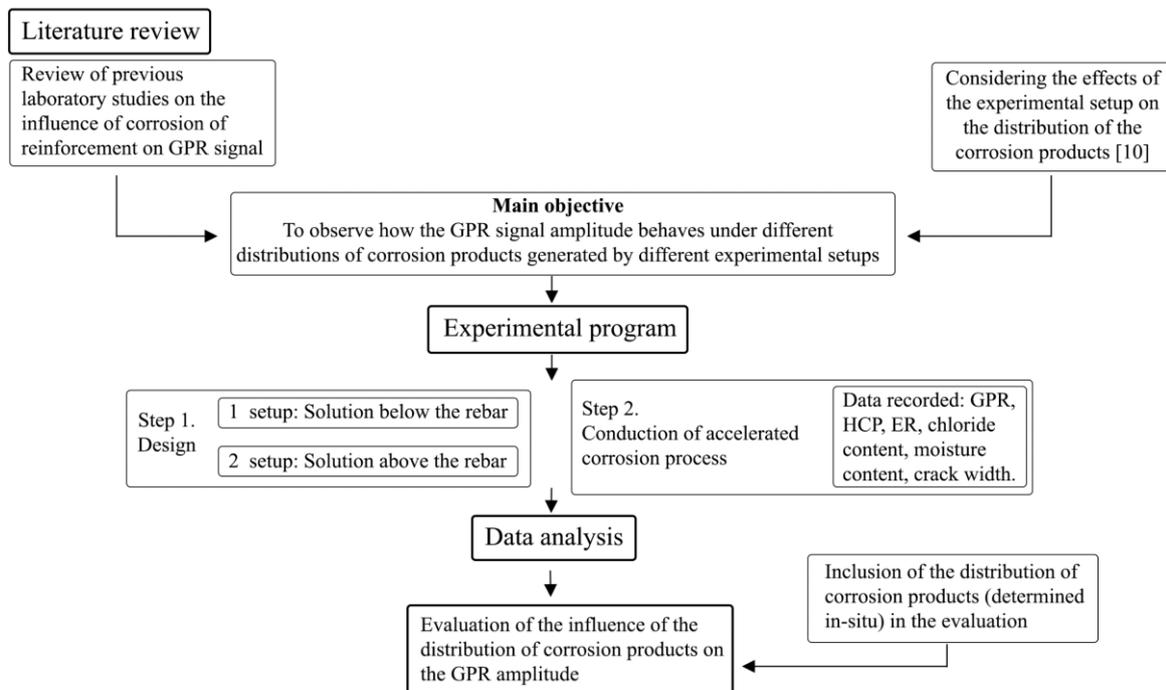 Literature review
Review of previous
laboratory studies on the
influence of corrosion of
reinforcement on GPR signal
Considering the effects of
the experimental setup on
the distribution of the
corrosion products [10]
Main objective
To observe how the GPR signal amplitude behaves under different
distributions of corrosion products generated by different experimental setups
Experimental program
Step 1.
Design
1 setup: Solution below the rebar
2 setup: Solution above the rebar
Step 2.
Conduction of accelerated
corrosion process
Data recorded: GPR,
HCP, ER, chloride
content, moisture
content, crack width.
Data analysis
Inclusion of the distribution of
corrosion products (determined
in-situ) in the evaluation
Evaluation of the influence of the
distribution of corrosion products on
the GPR amplitude